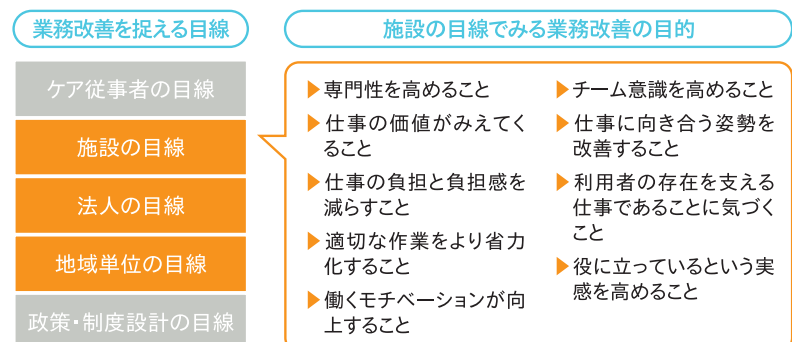 業務改善を捉える目線
ケア従事者の目線
施設の目線
法人の目線
地域単位の目線
政策・制度設計の目線
施設の目線でみる業務改善の目的
▶専門性を高めること
▶仕事の価値がみえてく
ること
▶仕事の負担と負担感を
減らすこと
▶適切な作業をより省力
化すること
▶働くモチベーションが向
上すること
▶チーム意識を高めること
▶仕事に向き合う姿勢を
改善すること
▶利用者の存在を支える
仕事であることに気づく
こと
▶役に立っているという実
感を高めること